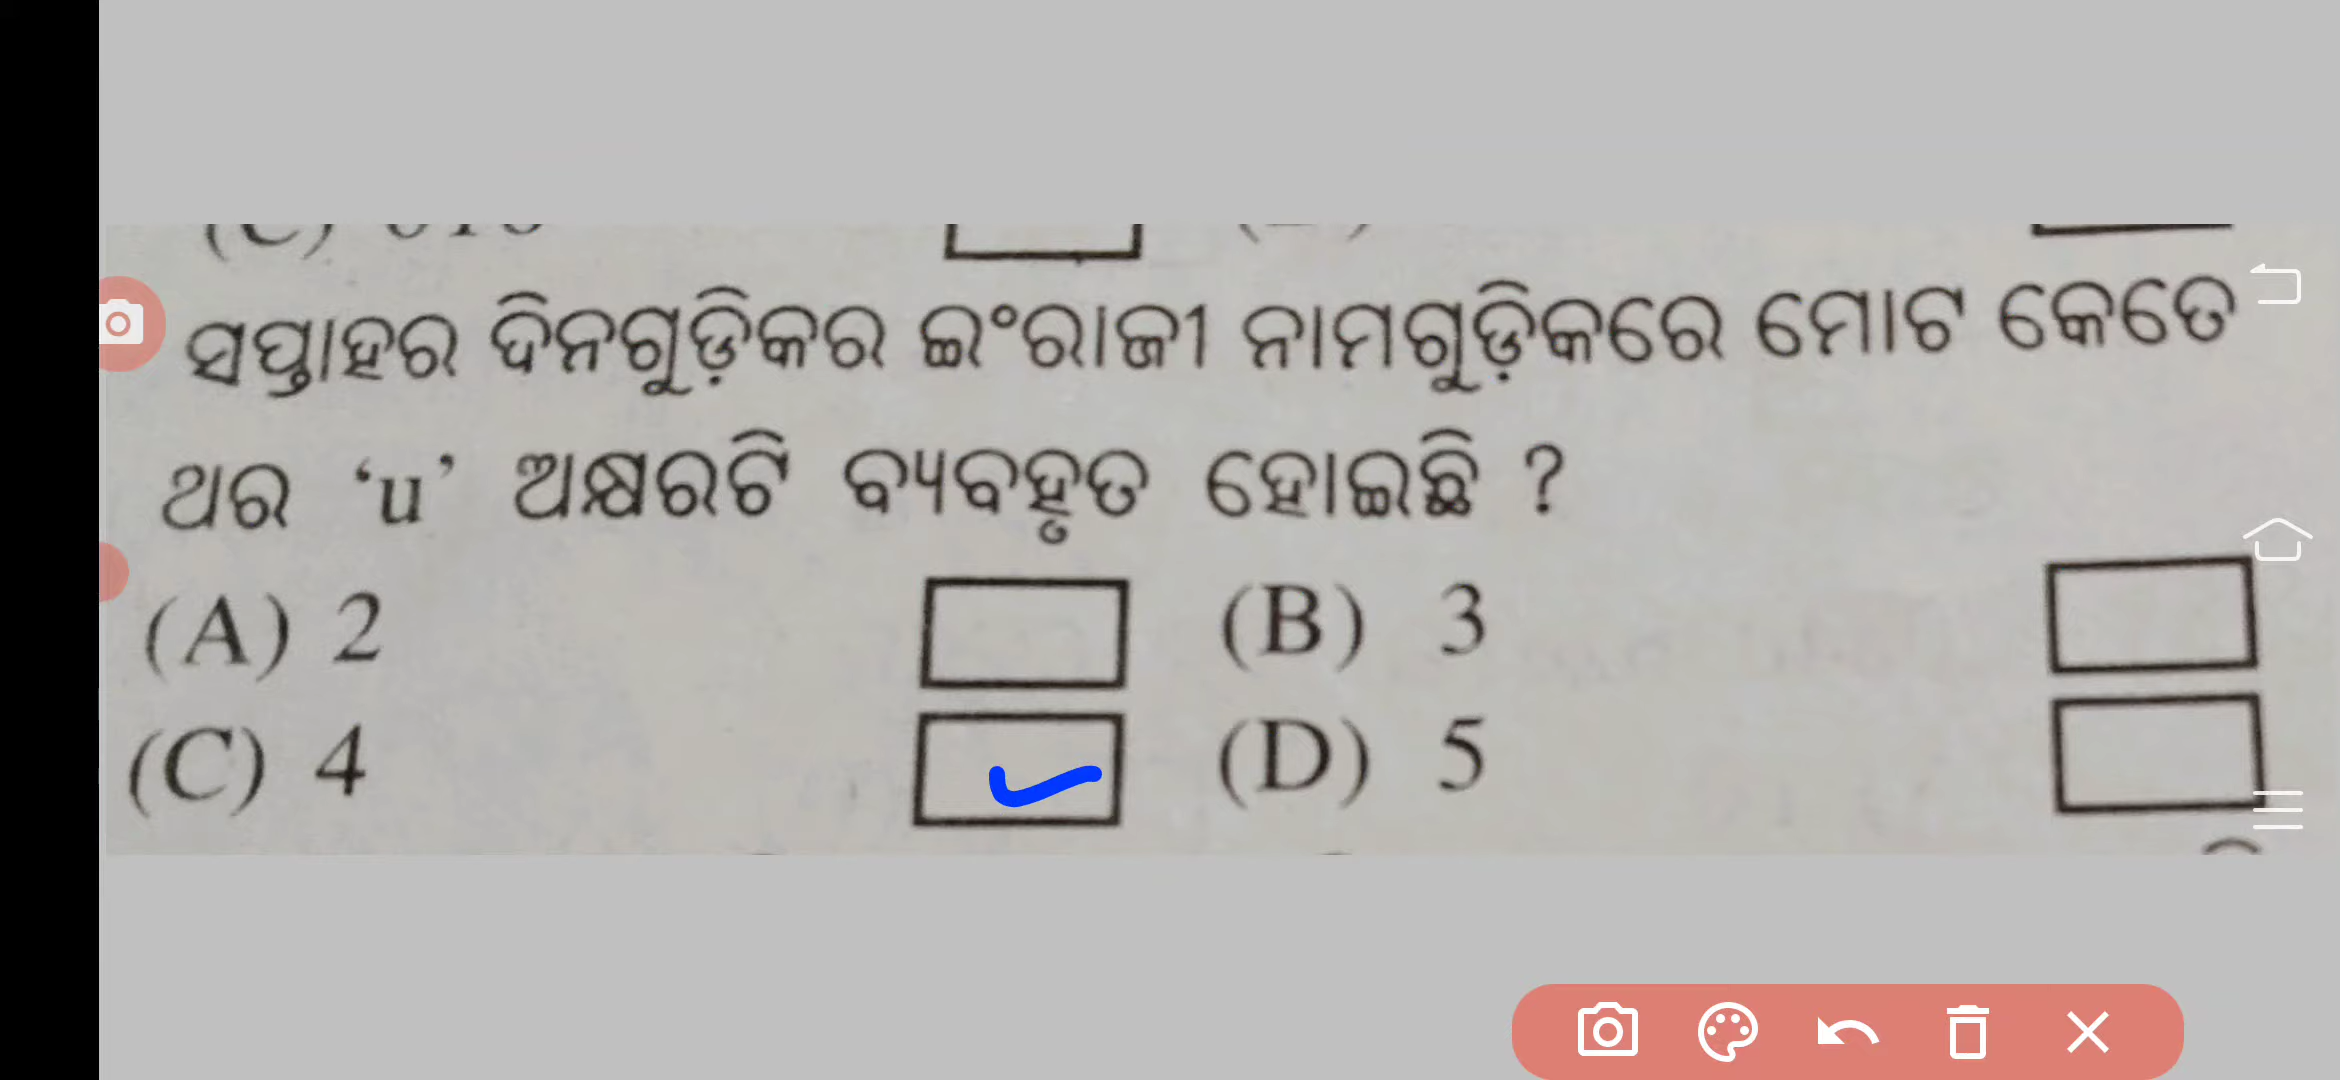 ସପ୍ତାହର ଦିନଗୁଡ଼ିକର ଇଂରାଜୀ ନାମଗୁଡ଼ିକରେ ମୋଟ କେତେ
ଥର ‘u’ ଅକ୍ଷରଟି ବ୍ୟବହୃତ ହୋଇଛି ?
(A) 2 (B) 3
(C) 4 (D) 5